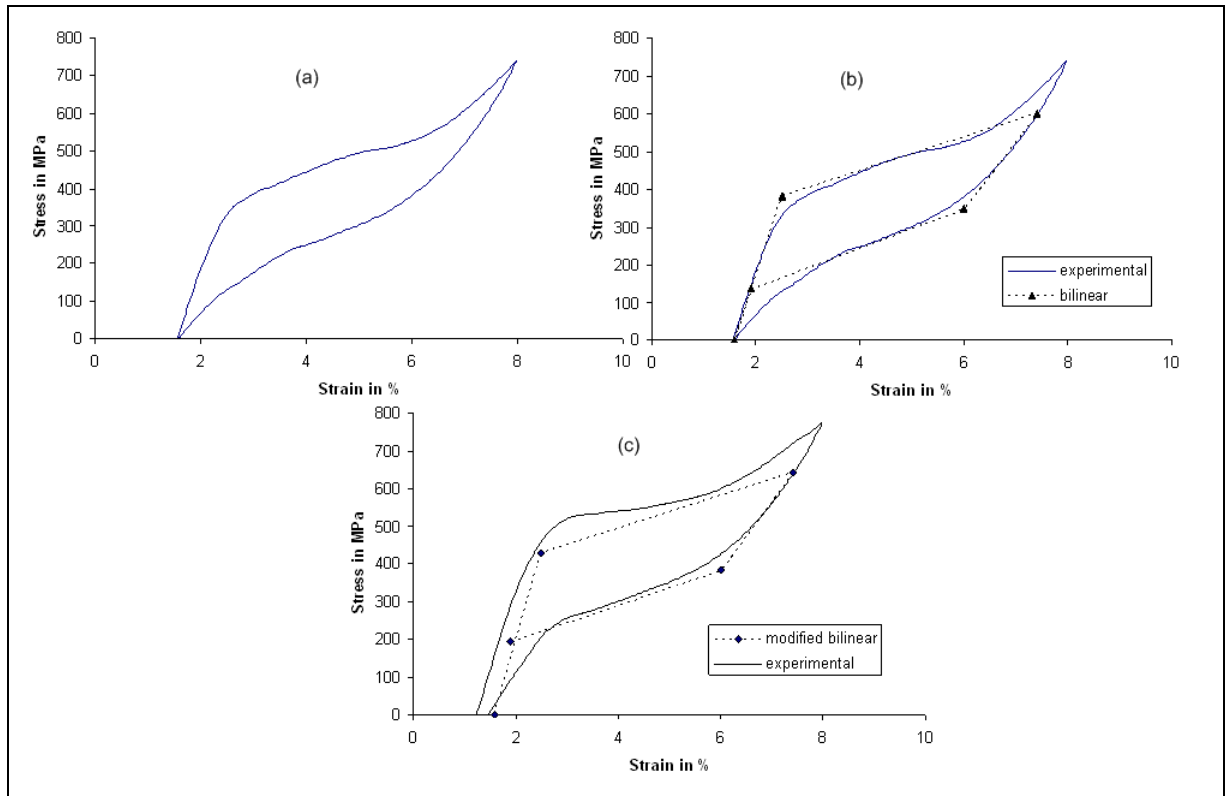 (a)
800
700
600
500
400
300
200
100
0
Stress in MPa
0 2 4 6 8 10
Strain in %
(b)
800
700
600
500
400
300
200
100
0
Stress in MPa
0 2 4 6 8 10
Strain in %
experimental
bilinear
(c)
800
700
600
500
400
300
200
100
0
Stress in MPa
0 2 4 6 8 10
Strain in %
modified bilinear
experimental